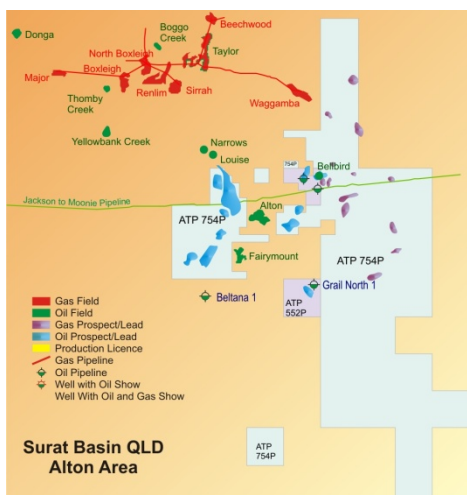 Donga
Boggo
Creek
Beechwood
North Boxleigh
Taylor
Boxleigh
Major
Renlim
Sirrah
Thomby
Creek
Waggamba
Yellowbank Creek
Narrows
Louise
754P
Bellbird
Jackson to Moonie Pipeline
Alton
ATP 754P
Fairymount
ATP 754P
Beltana 1
Grail North 1
ATP
552P
Gas Field
Oil Field
Gas Prospect/Lead
Oil Prospect/Lead
Production Licence
Gas Pipeline
Oil Pipeline
Well with Oil Show
Well With Oil and Gas Show
Surat Basin QLD
Alton Area
ATP
754P